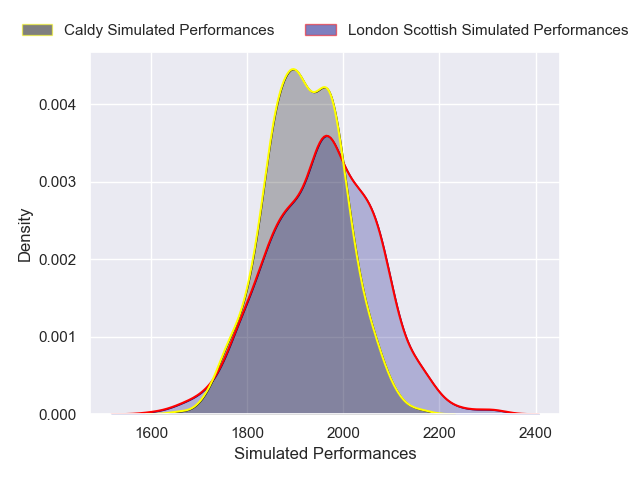 Caldy Simulated Performances
London Scottish Simulated Performances
0.004
0.003
0.002
0.001
0.000
Density
1600
1800
2000
2200
2400
Simulated Performances